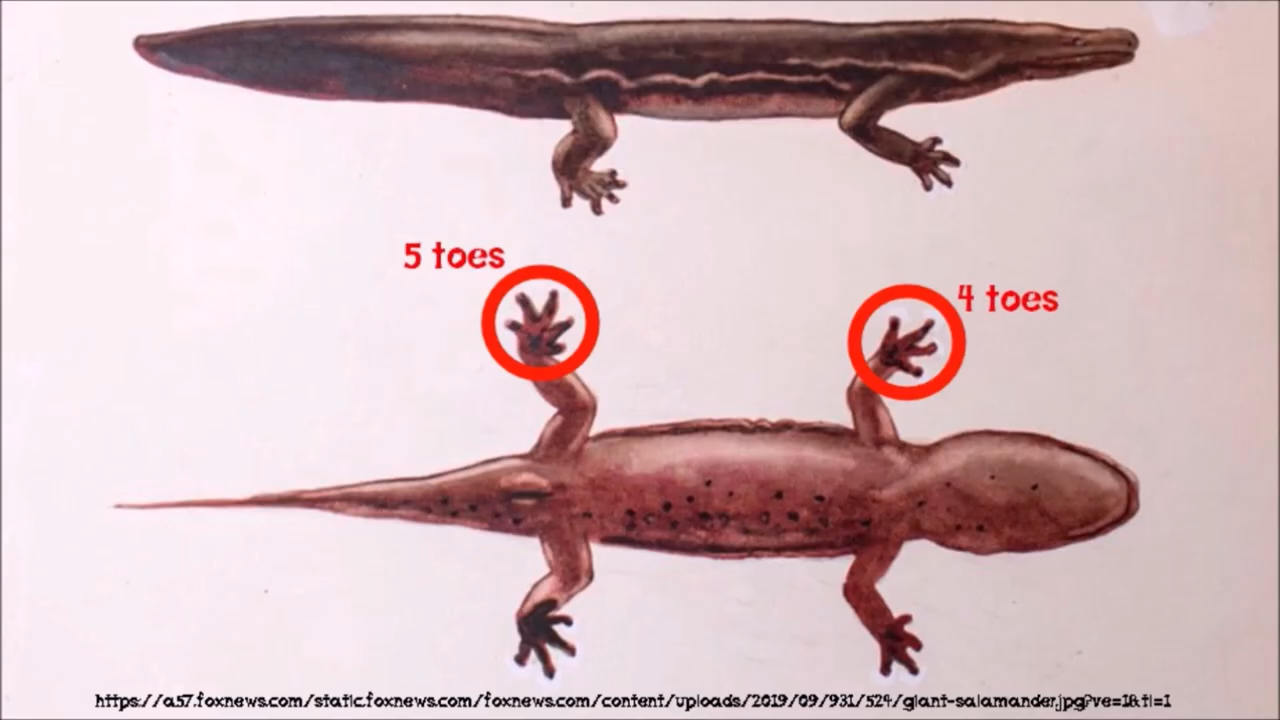 5 toes
4 toes
https://a57.foxnews.com/static.foxnews.com/foxnews.com/content/uploads/2019/09/931/524/giant-salamander.jpg?ve=1&tl=1